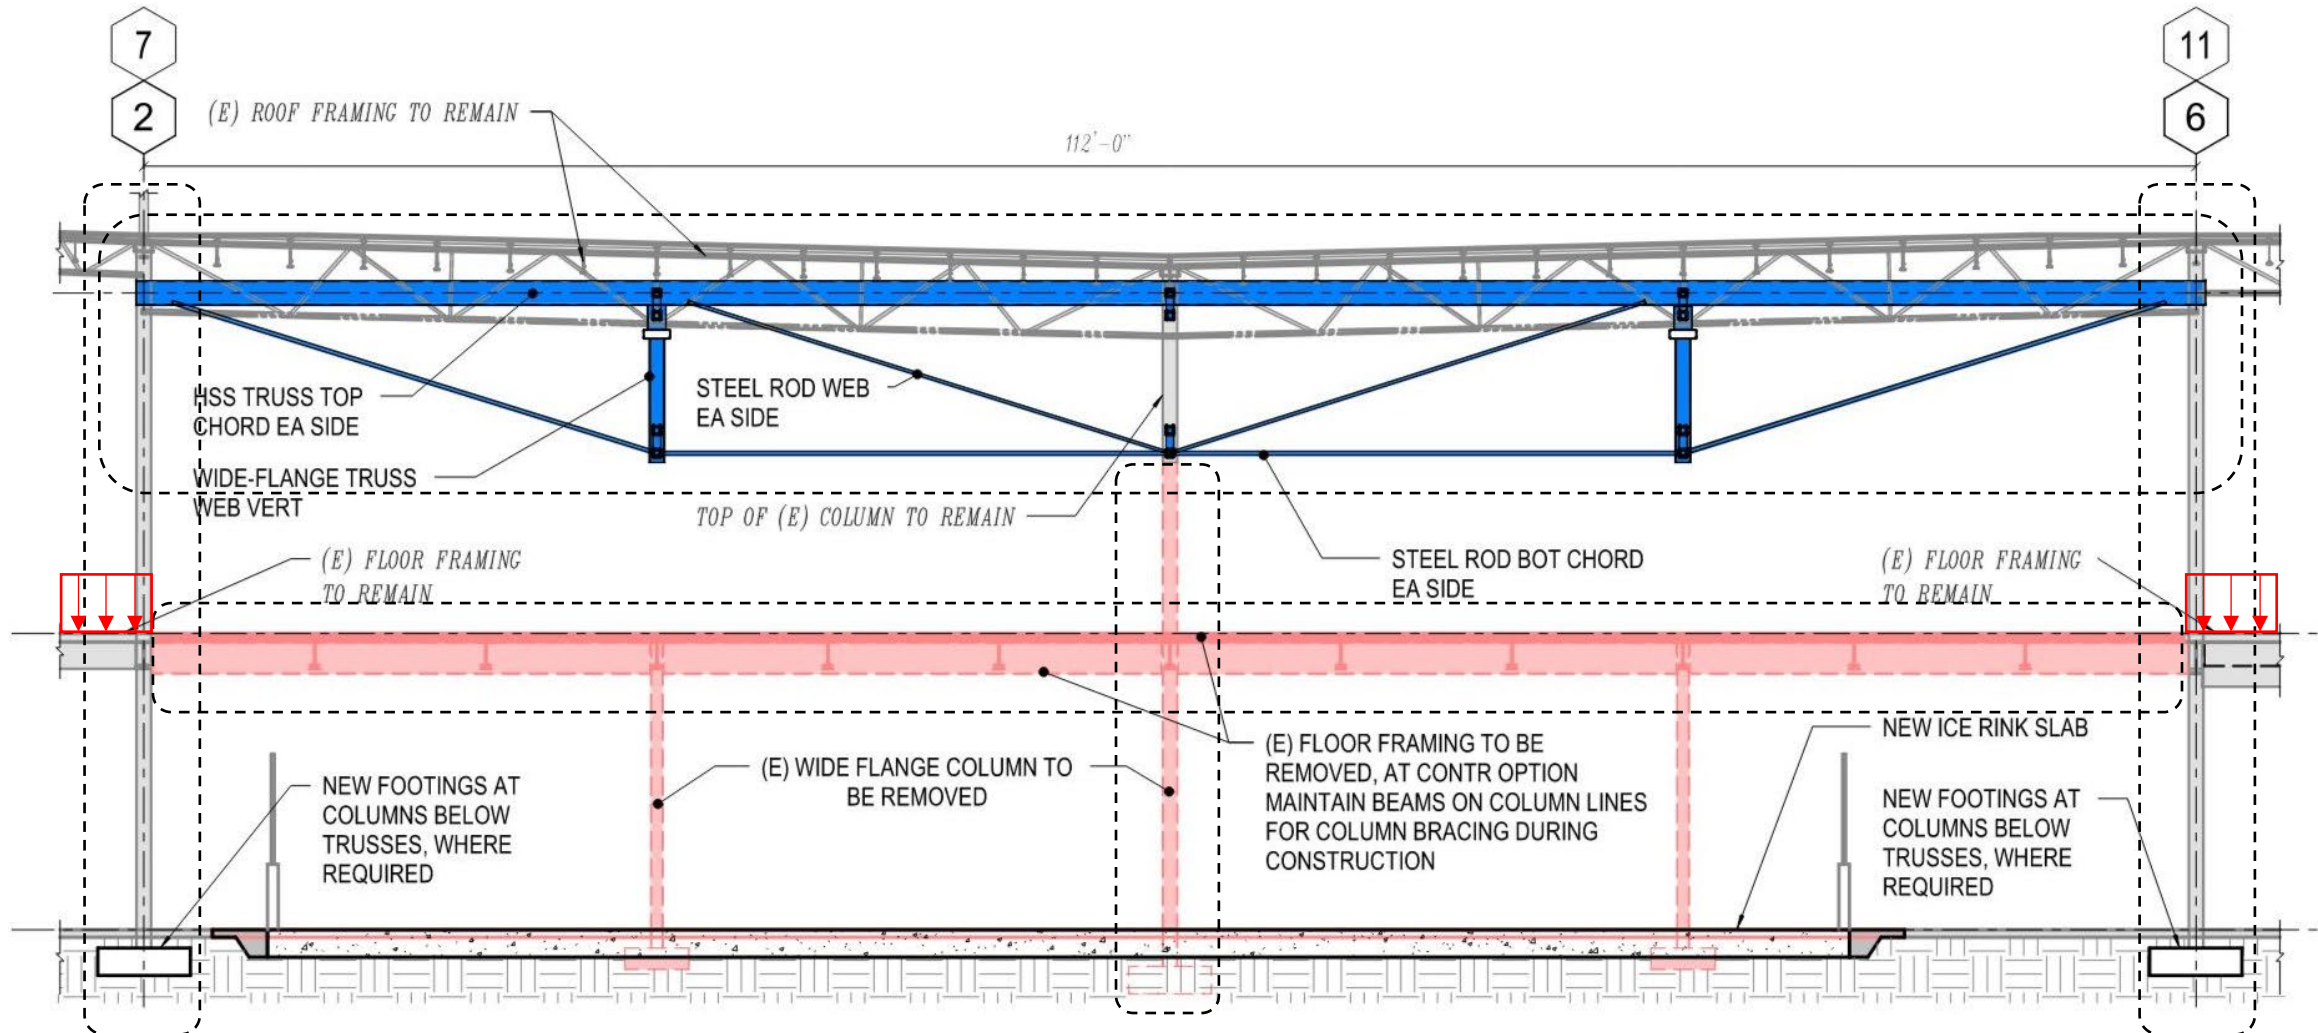 7
11
2
6
(E) ROOF FRAMING TO REMAIN
112'-0"
HSS TRUSS TOP
CHORD EA SIDE
STEEL ROD WEB
EA SIDE
WIDE-FLANGE TRUSS
WEB VERT
TOP OF (E) COLUMN TO REMAIN
(E) FLOOR FRAMING
TO REMAIN
STEEL ROD BOT CHORD
EA SIDE
(E) FLOOR FRAMING
TO REMAIN
NEW FOOTINGS AT
COLUMNS BELOW
TRUSSES, WHERE
REQUIRED
(E) WIDE FLANGE COLUMN TO
BE REMOVED
(E) FLOOR FRAMING TO BE
REMOVED, AT CONTR OPTION
MAINTAIN BEAMS ON COLUMN LINES
FOR COLUMN BRACING DURING
CONSTRUCTION
NEW ICE RINK SLAB
NEW FOOTINGS AT
COLUMNS BELOW
TRUSSES, WHERE
REQUIRED